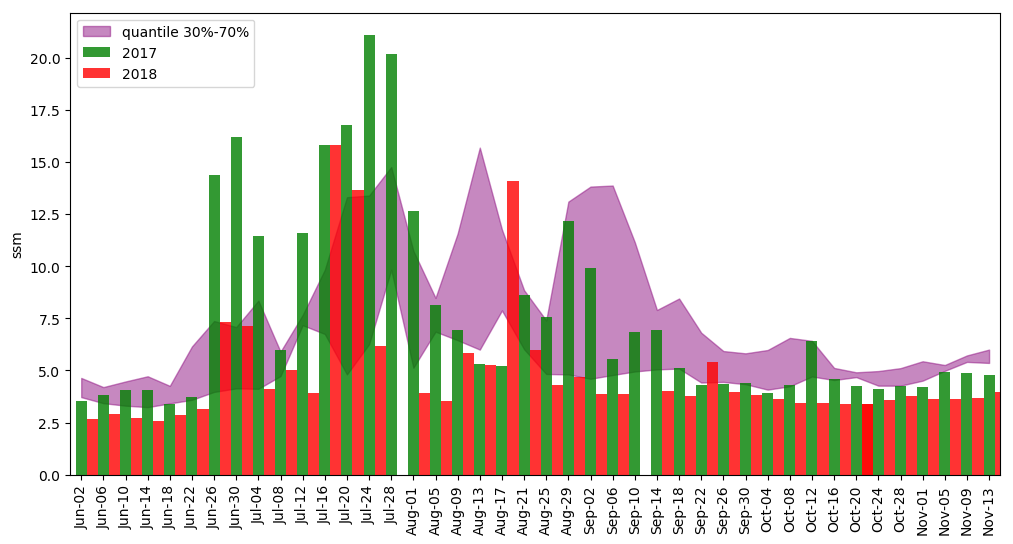 quantile 30%-70%
2017
2018
20.0
17.5
15.0
12.5
10.0
7.5
5.0
2.5
0.0
ssm
Jun-02
Jun-06
Jun-10
Jun-14
Jun-18
Jun-22
Jun-26
Jun-30
Jul-04
Jul-08
Jul-12
Jul-16
Jul-20
Jul-24
Jul-28
Aug-01
Aug-05
Aug-09
Aug-13
Aug-17
Aug-21
Aug-25
Aug-29
Sep-02
Sep-06
Sep-10
Sep-14
Sep-18
Sep-22
Sep-26
Sep-30
Oct-04
Oct-08
Oct-12
Oct-16
Oct-20
Oct-24
Oct-28
Nov-01
Nov-05
Nov-09
Nov-13